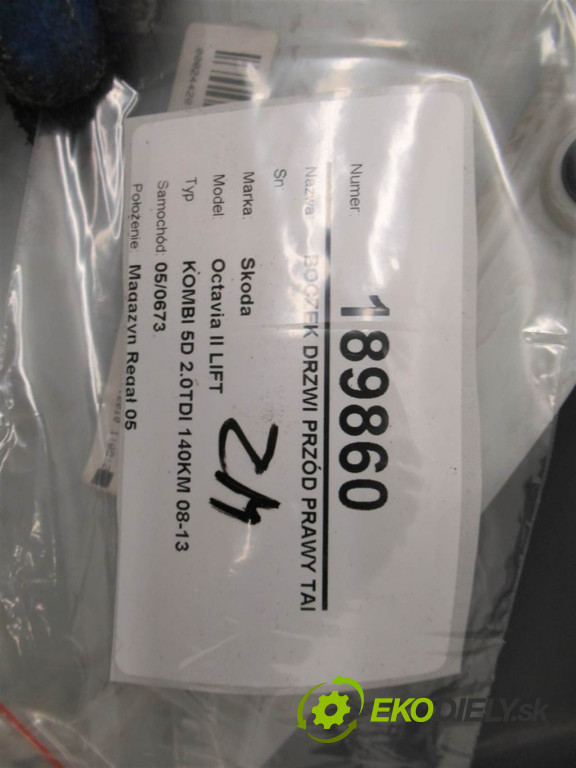 Numer: 189860
Nazwa: BOCZEK DRZWI PRZÓD PRAWY TAI
Sn:
Marka: Skoda
Model: Octavia II LIFT
Typ KOMBI 5D 2.0TDI 140KM 08-13
Samochód: 05/0673
Położenie Magazyn Regał 05
EKODIELY.sk